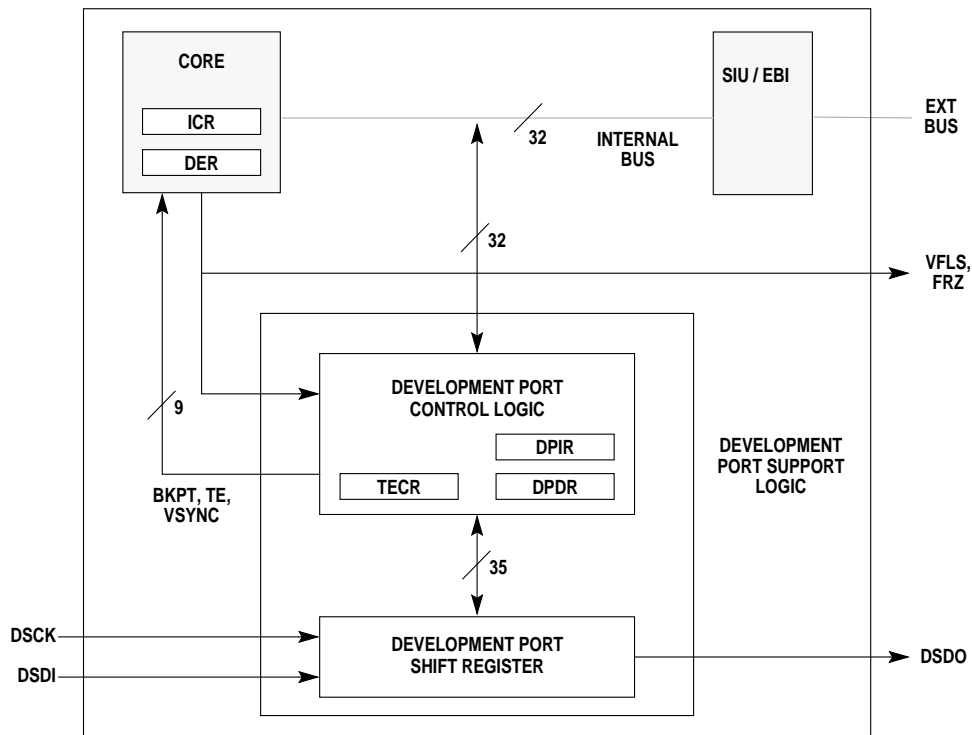 CORE
ICR
DER
SIU / EBI
EXT
BUS
32
INTERNAL
BUS
32
VFLS,
FRZ
9
BKPT, TE,
VSYNC
DEVELOPMENT PORT
CONTROL LOGIC
DPIR
TECR
DPDR
DEVELOPMENT
PORT SUPPORT
LOGIC
35
DSCK
DSDI
DEVELOPMENT PORT
SHIFT REGISTER
DSDO